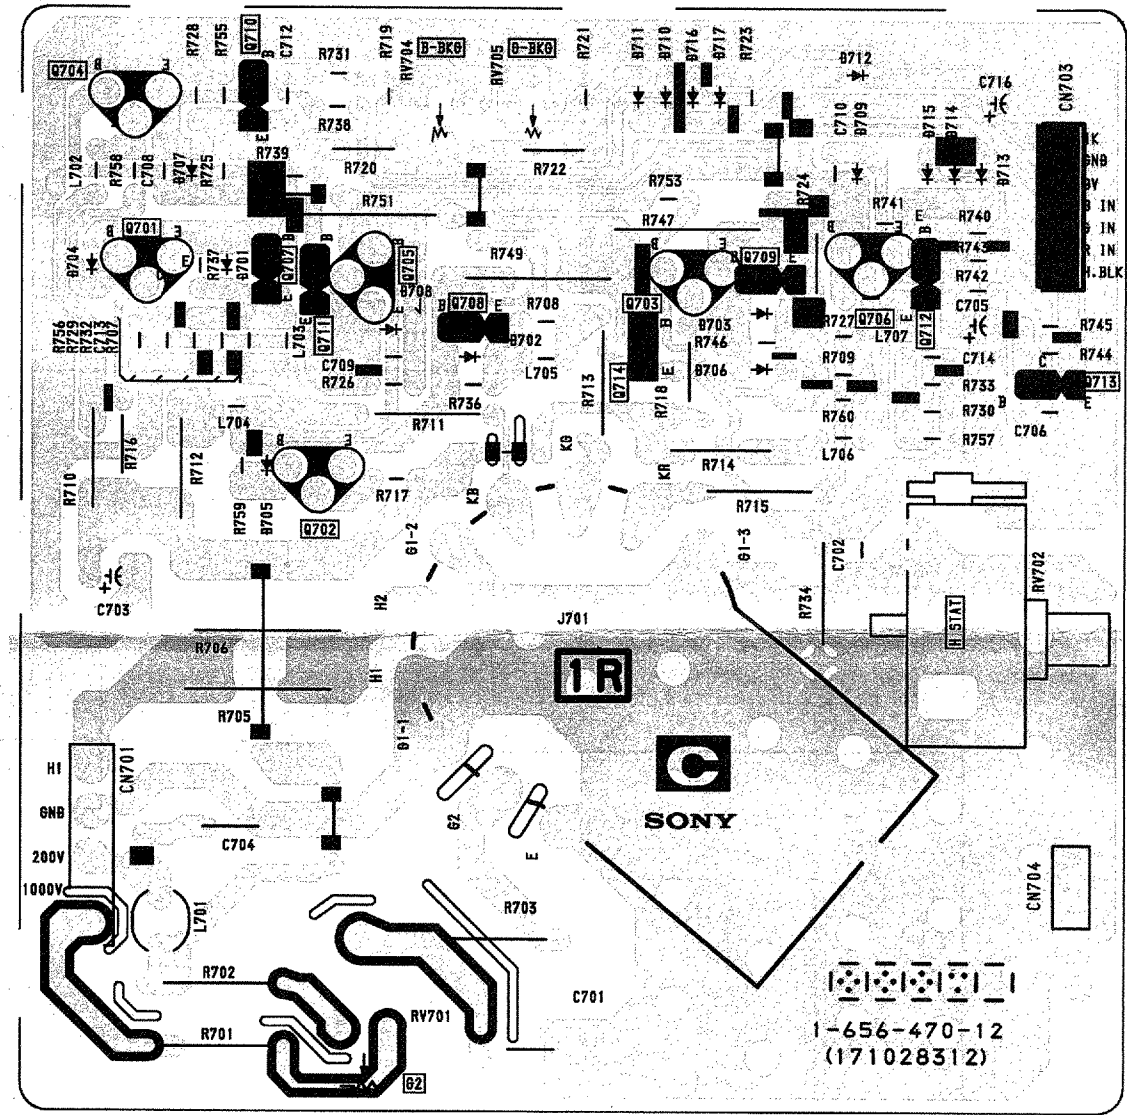 Q704
B
E
R728
R755
Q710
B
C712
R731
R719
RV704
B-BKG
RV705
G-BKG
R721
D711
D710
D716
D717
R723
D712
C716
CN703
R738
E
C710
D709
D715
D714
L702
R758
C708
D707
R725
R739
R720
R722
GND
B IN
G IN
R IN
H.BLK
D713
R751
R753
R724
R747
R741
E
B
R740
R743
R742
Q701
B
E
E
D704
R737
D701
Q707
B
E
Q711
E
B
Q705
E
D708
R749
B
Q708
E
R708
D702
Q703
B
E
Q709
E
D703
R746
D706
R727
Q706
L707
E
Q712
C705
R745
R744
R756
R729
R732
C713
R707
L703
C709
R726
L705
R736
R711
R713
Q714
B
E
R718
R709
C714
R733
R730
R757
C
B
E
Q713
C706
R760
L706
L704
B
E
R716
R712
R710
R759
D705
Q702
R717
KB
KG
KR
R714
R715
G1-2
G1-3
C702
R734
RV702
H STAT
C703
H2
J701
R706
H1
R705
G1-1
1R
C
SONY
H1
GND
200V
1000V
CN701
C704
G2
E
L701
R703
CN704
R702
R701
RV701
G2
C701
1-656-470-12
(171028312)